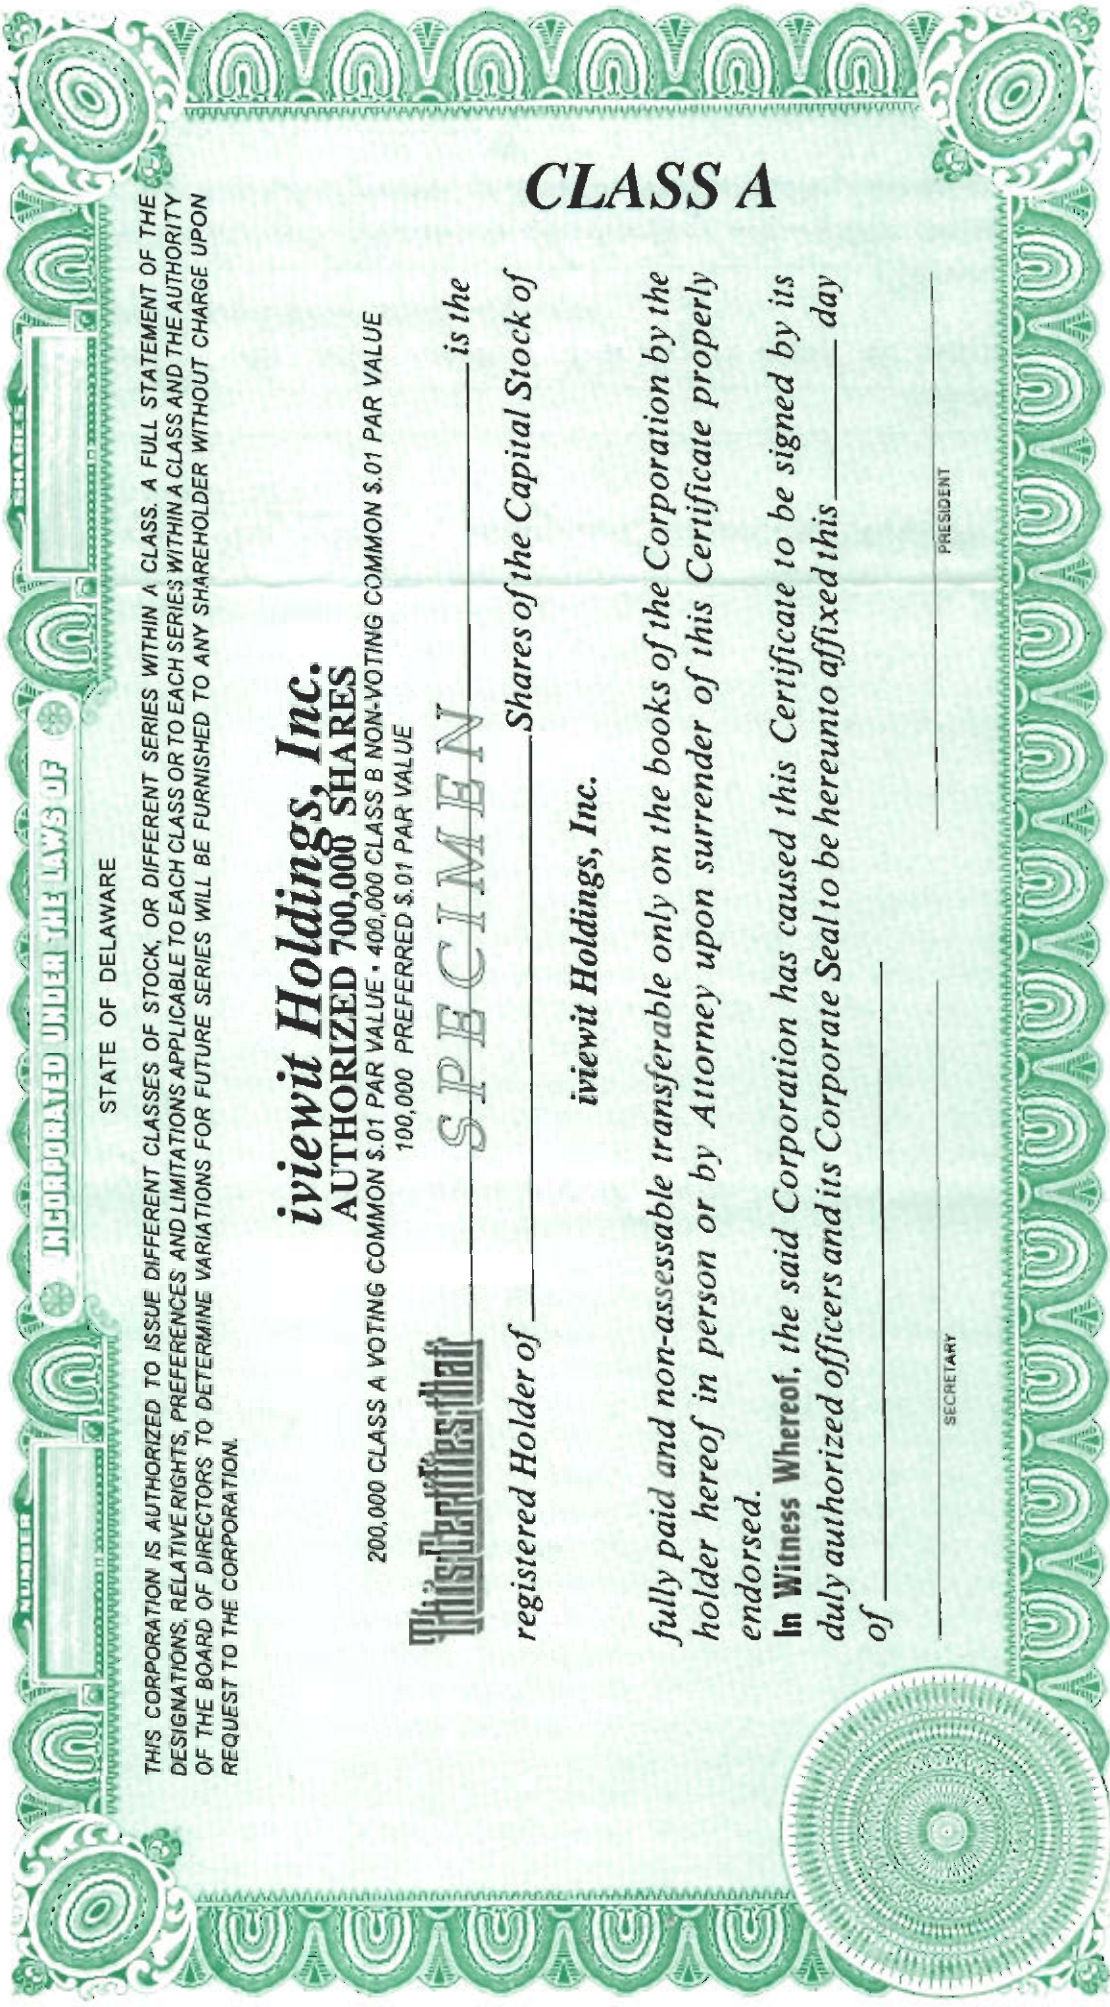 NUMBER
SHARES
INCORPORATED UNDER THE LAWS OF
STATE OF DELAWARE
THIS CORPORATION IS AUTHORIZED TO ISSUE DIFFERENT CLASSES OF STOCK, OR DIFFERENT SERIES WITHIN A CLASS. A FULL STATEMENT OF THE
DESIGNATIONS, RELATIVE RIGHTS, PREFERENCES AND LIMITATIONS APPLICABLE TO EACH CLASS OR TO EACH SERIES WITHIN A CLASS AND THE AUTHORITY
OF THE BOARD OF DIRECTORS TO DETERMINE VARIATIONS FOR FUTURE SERIES WILL BE FURNISHED TO ANY SHAREHOLDER WITHOUT CHARGE UPON
REQUEST TO THE CORPORATION.
iviewit Holdings, Inc.
AUTHORIZED 700,000 SHARES
200,000 CLASS A VOTING COMMON $.01 PAR VALUE • 400,000 CLASS B NON-VOTING COMMON $.01 PAR VALUE
100,000 PREFERRED $.01 PAR VALUE
This Certifies that SPECIMEN is the
registered Holder of Shares of the Capital Stock of
CLASS A
iviewit Holdings, Inc.
fully paid and non-assessable transferable only on the books of the Corporation by the
holder hereof in person or by Attorney upon surrender of this Certificate properly
endorsed.
In Witness Whereof, the said Corporation has caused this Certificate to be signed by its
duly authorized officers and its Corporate Seal to be hereunto affixed this day
of
SECRETARY
PRESIDENT